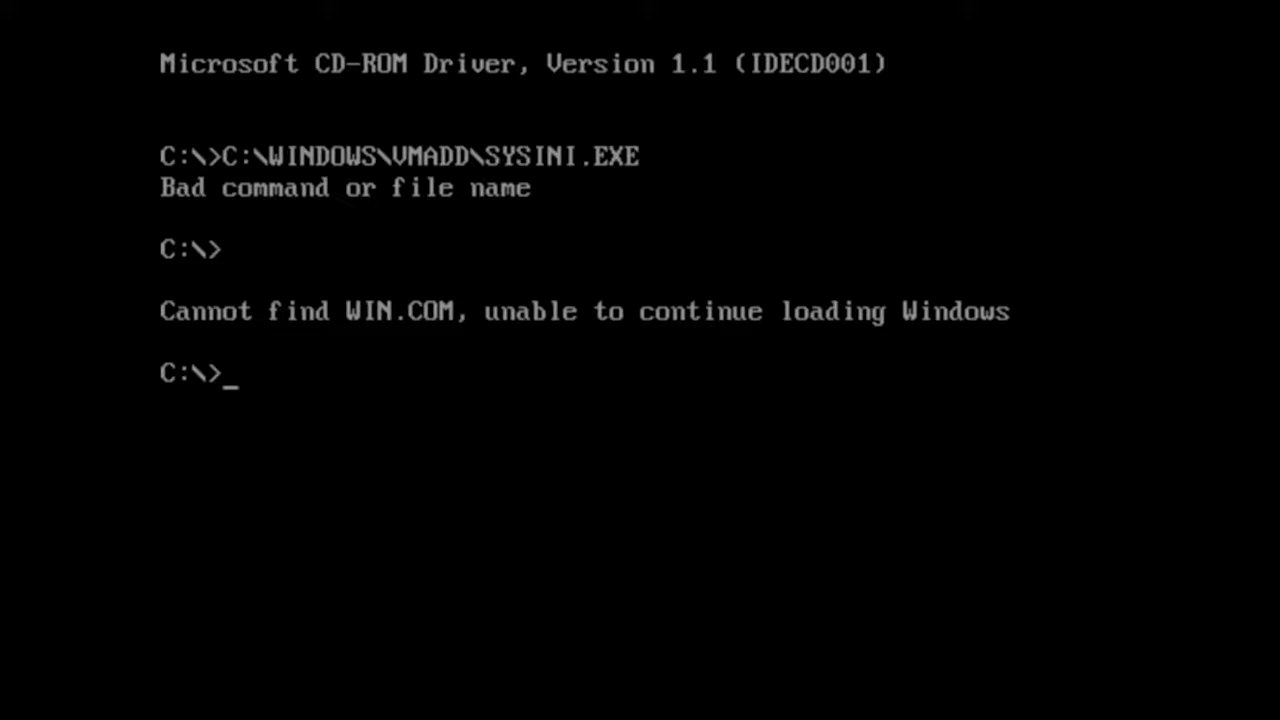 Microsoft CD-ROM Driver, Version 1.1 (IDECD001)
C:\>C:\WINDOWS\VMADD\SYSINI.EXE
Bad command or file name
C:\>
Cannot find WIN.COM, unable to continue loading Windows
C:\>_